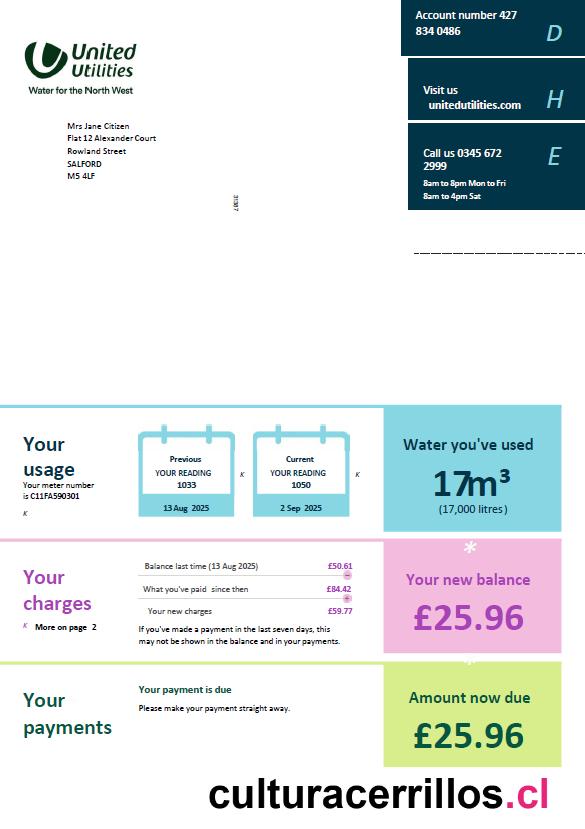 Account number 427
834 0486
D
United
Utilities
Water for the North West
Visit us
unitedutilities.com
H
Mrs Jane Citizen
Flat 12 Alexander Court
Rowland Street
SALFORD
M5 4LF
Call us 0345 672
2999
E
8am to 8pm Mon to Fri
8am to 4pm Sat
Your
usage
Your meter number
is C11FA590301
K
Previous
YOUR READING
1033
13 Aug 2025
K
Current
YOUR READING
1050
2 Sep 2025
K
Water you've used
17m³
(17,000 litres)
Your
charges
K More on page 2
Balance last time (13 Aug 2025) £50.61
−
What you've paid since then £84.42
+
Your new charges £59.77
If you've made a payment in the last seven days, this
may not be shown in the balance and in your payments.
*
Your new balance
£25.96
Your
payments
Your payment is due
Please make your payment straight away.
Amount now due
£25.96
culturacerrillos.cl